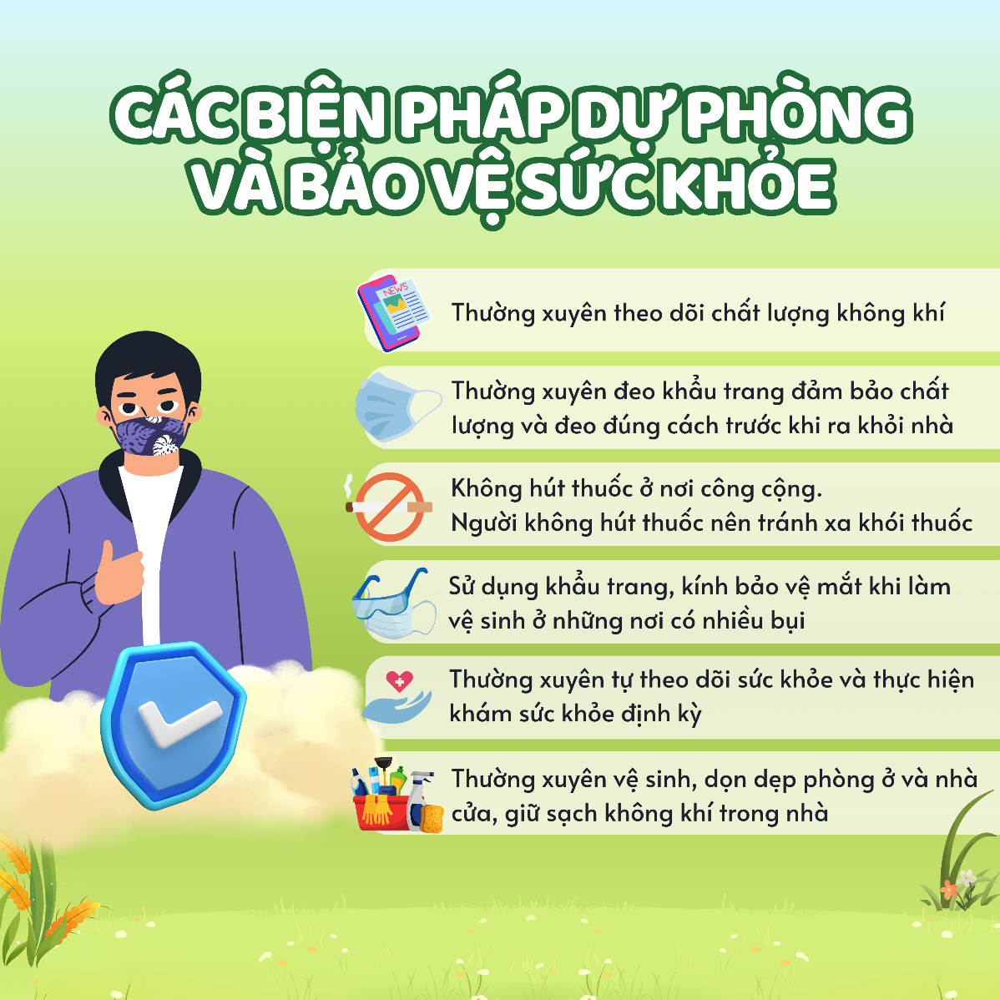 CÁC BIỆN PHÁP DỰ PHÒNG
VÀ BẢO VỆ SỨC KHỎE
NEWS
Thường xuyên theo dõi chất lượng không khí
Thường xuyên đeo khẩu trang đảm bảo chất
lượng và đeo đúng cách trước khi ra khỏi nhà
Không hút thuốc ở nơi công cộng.
Người không hút thuốc nên tránh xa khói thuốc
Sử dụng khẩu trang, kính bảo vệ mắt khi làm
vệ sinh ở những nơi có nhiều bụi
Thường xuyên tự theo dõi sức khỏe và thực hiện
khám sức khỏe định kỳ
Thường xuyên vệ sinh, dọn dẹp phòng ở và nhà
cửa, giữ sạch không khí trong nhà